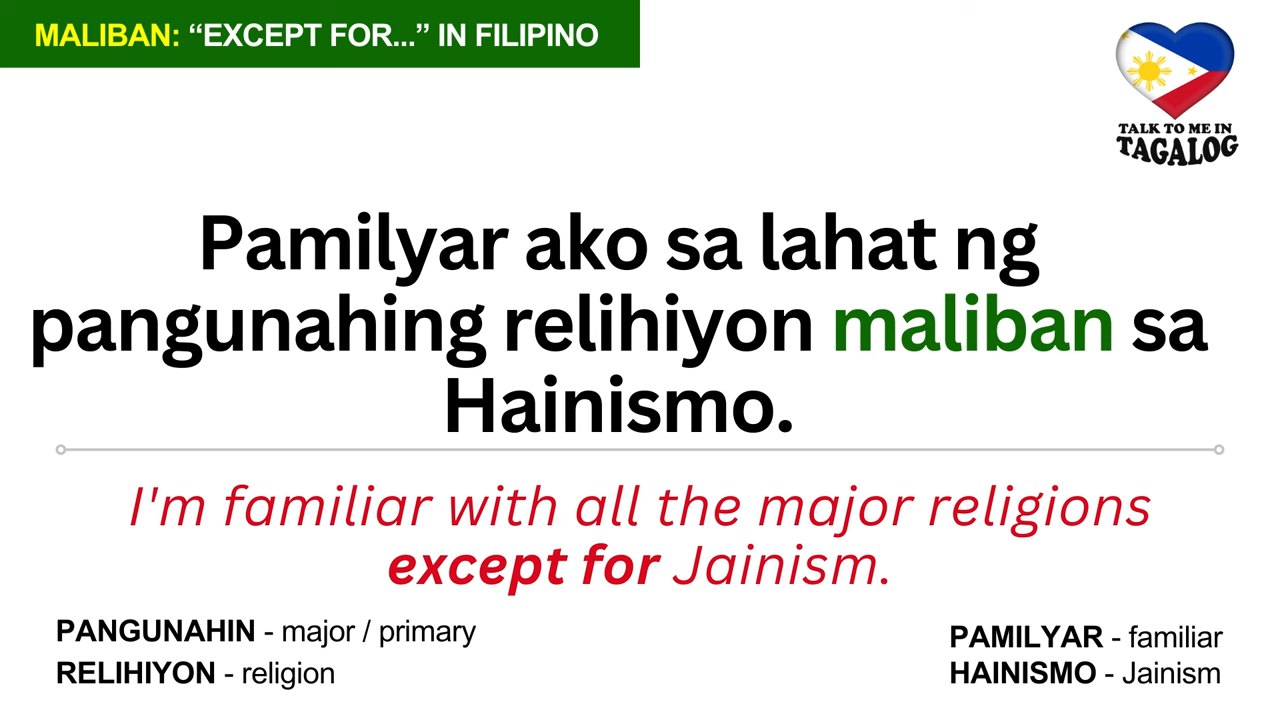 MALIBAN: “EXCEPT FOR...” IN FILIPINO
TALK TO ME IN
TAGALOG
Pamilyar ako sa lahat ng
pangunahing relihiyon maliban sa
Hainismo.
I'm familiar with all the major religions
except for Jainism.
PANGUNAHIN - major / primary
RELIHIYON - religion
PAMILYAR - familiar
HAINISMO - Jainism